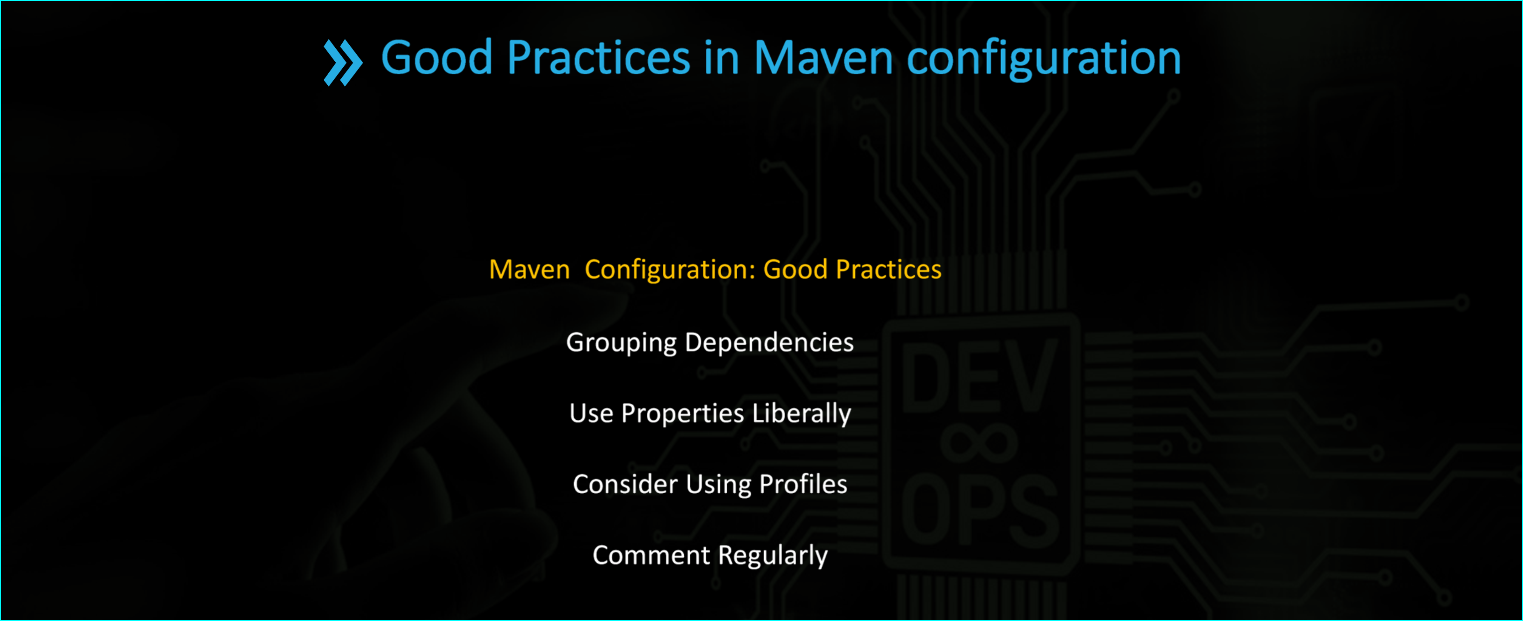 Good Practices in Maven configuration
Maven  Configuration: Good Practices
Grouping Dependencies
DEV
Use Properties Liberally
Consider Using Profiles
OPS
Comment Regularly